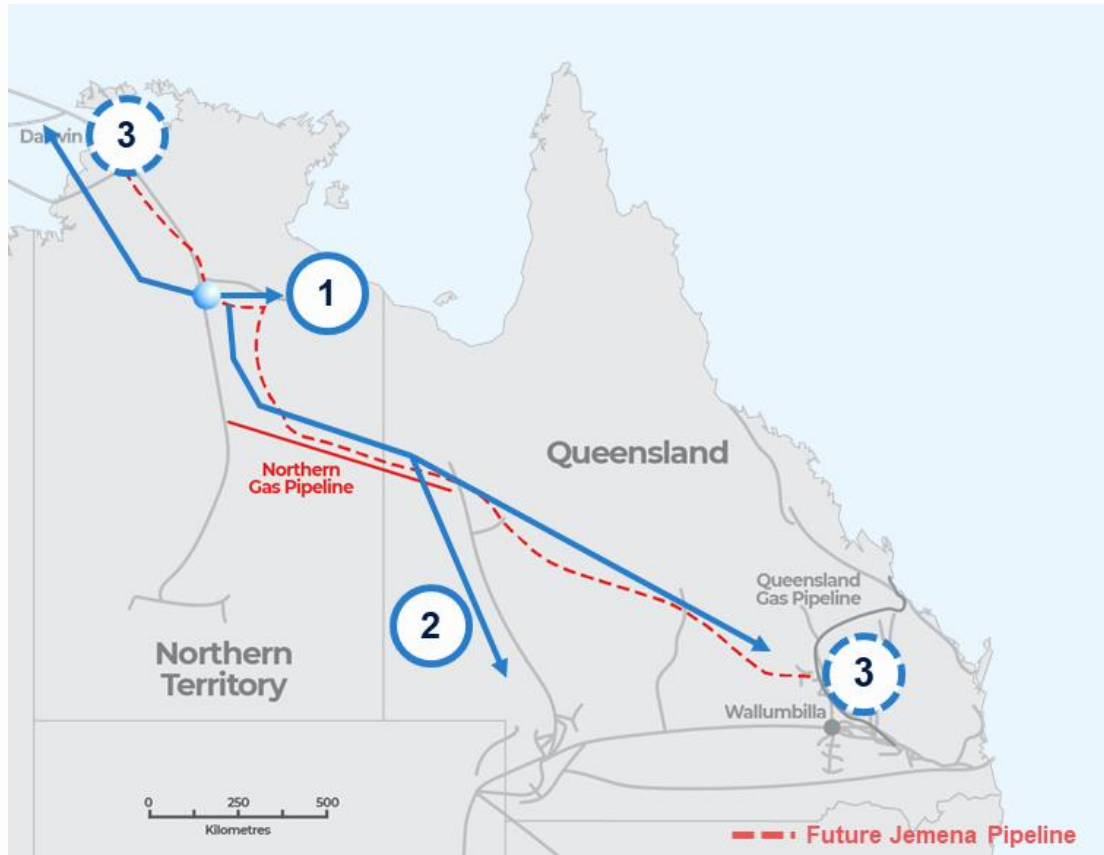 Darwin
3
1
Queensland
Northern
Gas Pipeline
Queensland
Gas Pipeline
2
3
Northern
Territory
Wallumbilla
0 250 500
Kilometres
Future Jemena Pipeline